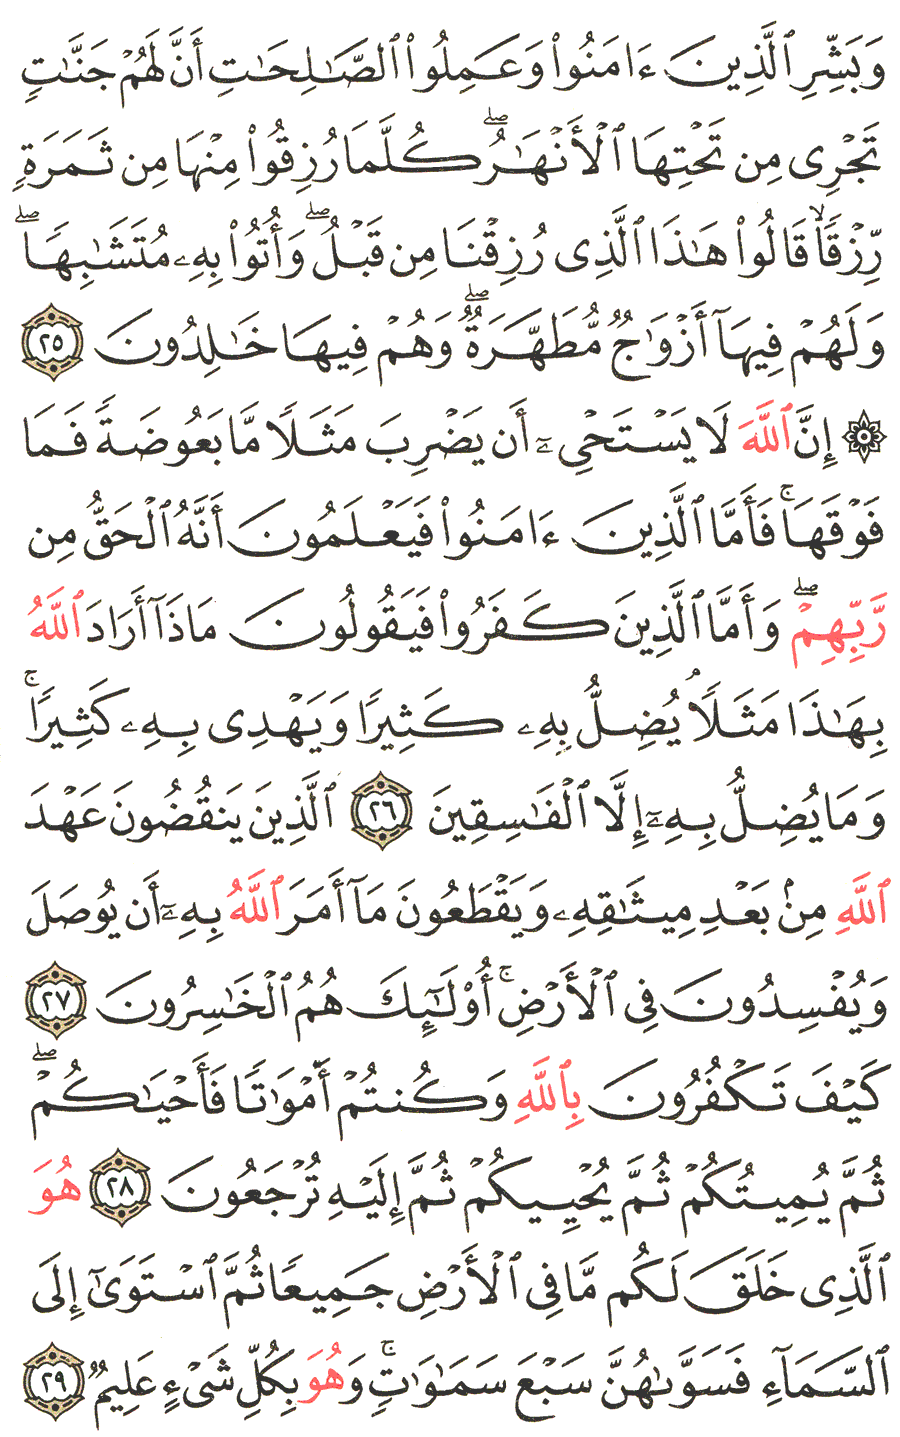 وَبَشِّرِ ٱلَّذِينَ ءَامَنُوا۟ وَعَمِلُوا۟ ٱلصَّـٰلِحَـٰتِ أَنَّ لَهُمْ جَنَّـٰتٍ
تَجْرِى مِن تَحْتِهَا ٱلْأَنْهَـٰرُ ۖ كُلَّمَا رُزِقُوا۟ مِنْهَا مِن ثَمَرَةٍ
رِّزْقًا ۙ قَالُوا۟ هَـٰذَا ٱلَّذِى رُزِقْنَا مِن قَبْلُ ۖ وَأُتُوا۟ بِهِۦ مُتَشَـٰبِهًا ۖ
وَلَهُمْ فِيهَآ أَزْوَٰجٌ مُّطَهَّرَةٌ ۖ وَهُمْ فِيهَا خَـٰلِدُونَ ٢٥
۞ إِنَّ ٱللَّهَ لَا يَسْتَحْىِۦٓ أَن يَضْرِبَ مَثَلًا مَّا بَعُوضَةً فَمَا
فَوْقَهَا ۚ فَأَمَّا ٱلَّذِينَ ءَامَنُوا۟ فَيَعْلَمُونَ أَنَّهُ ٱلْحَقُّ مِن
رَّبِّهِمْ ۖ وَأَمَّا ٱلَّذِينَ كَفَرُوا۟ فَيَقُولُونَ مَاذَآ أَرَادَ ٱللَّهُ
بِهَـٰذَا مَثَلًا ۘ يُضِلُّ بِهِۦ كَثِيرًا وَيَهْدِى بِهِۦ كَثِيرًا ۚ
وَمَا يُضِلُّ بِهِۦٓ إِلَّا ٱلْفَـٰسِقِينَ ٢٦ ٱلَّذِينَ يَنقُضُونَ عَهْدَ
ٱللَّهِ مِنۢ بَعْدِ مِيثَـٰقِهِۦ وَيَقْطَعُونَ مَآ أَمَرَ ٱللَّهُ بِهِۦٓ أَن يُوصَلَ
وَيُفْسِدُونَ فِى ٱلْأَرْضِ ۚ أُو۟لَـٰٓئِكَ هُمُ ٱلْخَـٰسِرُونَ ٢٧
كَيْفَ تَكْفُرُونَ بِٱللَّهِ وَكُنتُمْ أَمْوَٰتًا فَأَحْيَـٰكُمْ ۖ
ثُمَّ يُمِيتُكُمْ ثُمَّ يُحْيِيكُمْ ثُمَّ إِلَيْهِ تُرْجَعُونَ ٢٨ هُوَ
ٱلَّذِى خَلَقَ لَكُم مَّا فِى ٱلْأَرْضِ جَمِيعًا ثُمَّ ٱسْتَوَىٰٓ إِلَى
ٱلسَّمَآءِ فَسَوَّىٰهُنَّ سَبْعَ سَمَـٰوَٰتٍ ۚ وَهُوَ بِكُلِّ شَىْءٍ عَلِيمٌ ٢٩